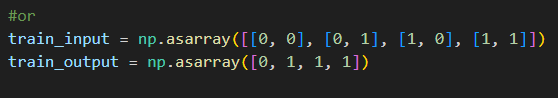 #or
train_input = np.asarray([[0, 0], [0, 1], [1, 0], [1, 1]])
train_output = np.asarray([0, 1, 1, 1])